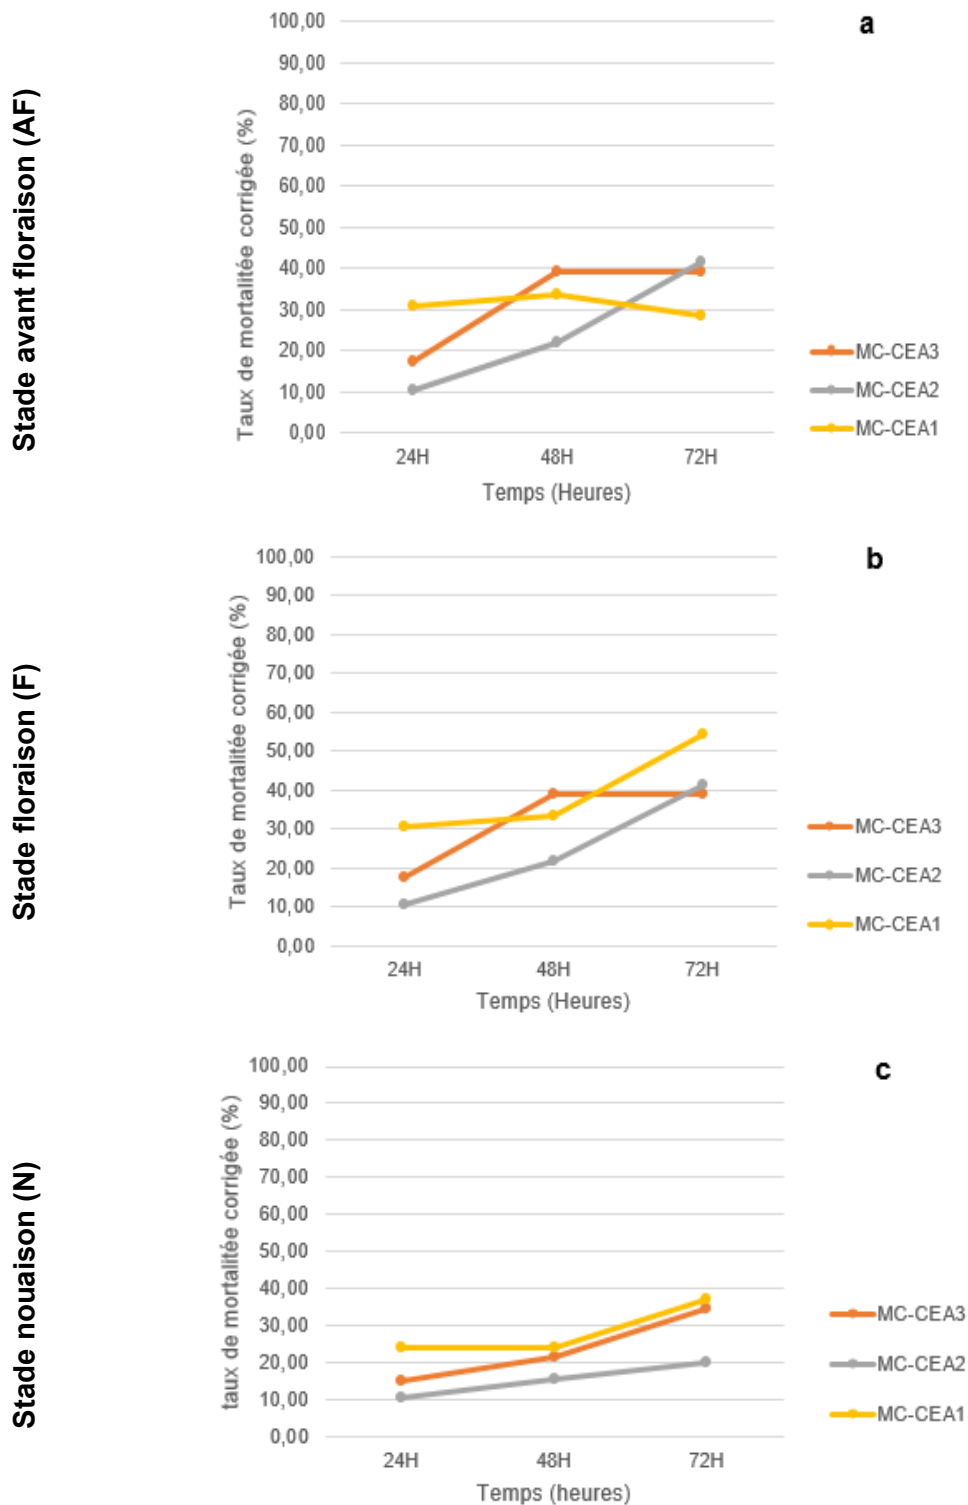 Stade avant floraison (AF)
a
Taux de mortalitée corrigée (%)
100,00
90,00
80,00
70,00
60,00
50,00
40,00
30,00
20,00
10,00
0,00
24H 48H 72H
Temps (Heures)
MC-CEA3
MC-CEA2
MC-CEA1
Stade floraison (F)
b
Taux de mortalitée corrigée (%)
100,00
90,00
80,00
70,00
60,00
50,00
40,00
30,00
20,00
10,00
0,00
24H 48H 72H
Temps (Heures)
MC-CEA3
MC-CEA2
MC-CEA1
Stade nouaison (N)
c
taux de mortalitée corrigée (%)
100,00
90,00
80,00
70,00
60,00
50,00
40,00
30,00
20,00
10,00
0,00
24H 48H 72H
Temps (heures)
MC-CEA3
MC-CEA2
MC-CEA1